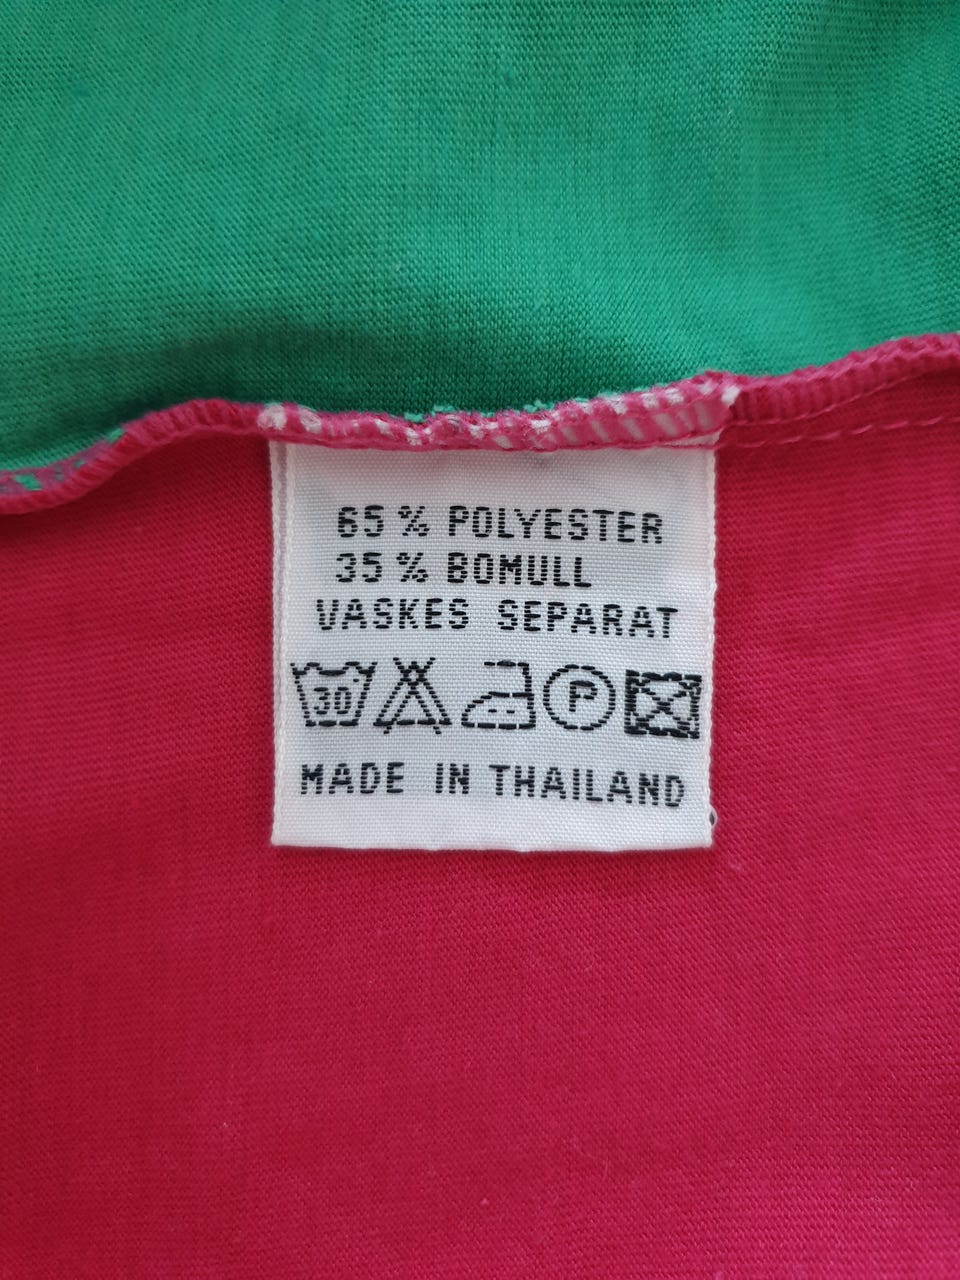 65 % POLYESTER
35 % BOMULL
VASKES SEPARAT
30 P
MADE IN THAILAND